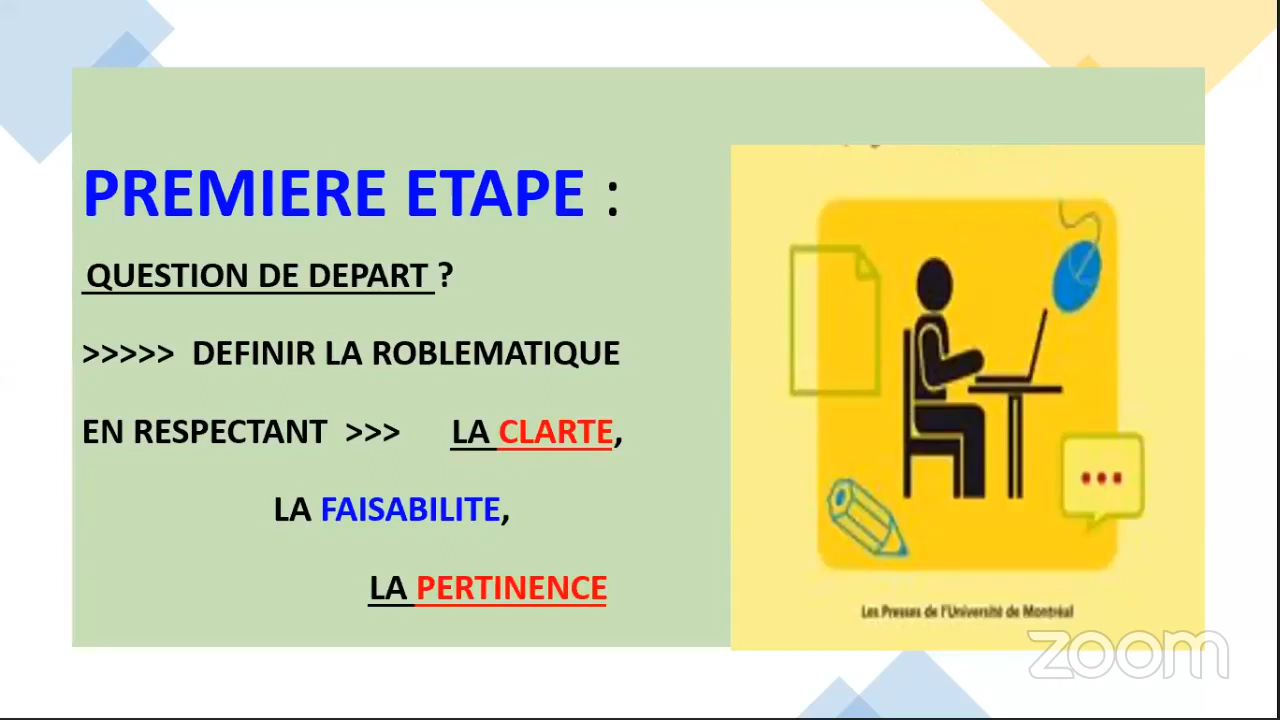 PREMIERE ETAPE :
QUESTION DE DEPART ?
>>>>> DEFINIR LA ROBLEMATIQUE
EN RESPECTANT >>> LA CLARTE,
LA FAISABILITE,
LA PERTINENCE
Les Presses de l'Université de Montréal
zoom